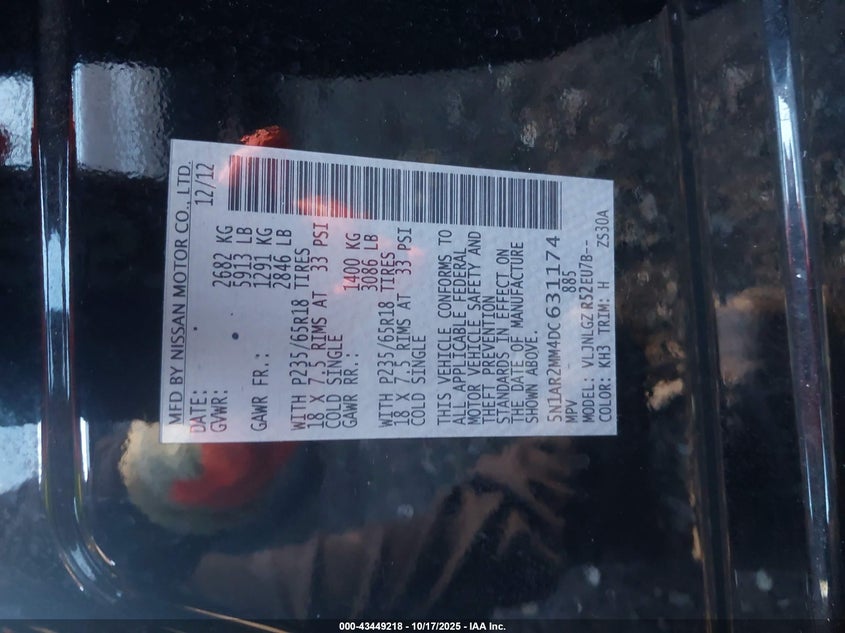 MFD BY NISSAN MOTOR CO., LTD.
DATE: 12/12
GVWR: 2682 KG
5913 LB
GAWR FR.: 1291 KG
2846 LB
WITH P235/65R18 TIRES
18 X 7.5 RIMS AT 33 PSI
COLD SINGLE
GAWR RR.: 1400 KG
3086 LB
WITH P235/65R18 TIRES
18 X 7.5 RIMS AT 33 PSI
COLD SINGLE
THIS VEHICLE CONFORMS TO
ALL APPLICABLE FEDERAL
MOTOR VEHICLE SAFETY AND
THEFT PREVENTION
STANDARDS IN EFFECT ON
THE DATE OF MANUFACTURE
SHOWN ABOVE.
5N1AR2MM4DC631174
MPV 885
MODEL: VLJNLGZ R52EU7B--
COLOR: KH3 TRIM: H ZS30A
000-43449218 - 10/17/2025 - IAA Inc.